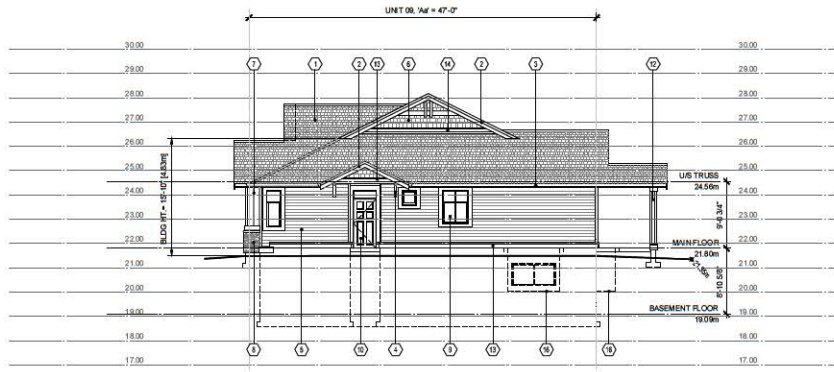 UNIT 09, 'Aa' = 47'-0"
30.00 30.00
29.00 29.00
7 1 2 13 6 14 2 3 12
28.00 28.00
27.00 27.00
26.00 26.00
25.00 25.00
U/S TRUSS
24.56m
24.00 24.00
23.00 23.00
22.00 22.00
MAIN FLOOR
21.80m
21.00 21.00
20.00 20.00
BASEMENT FLOOR
19.09m
19.00 19.00
18.00 18.00
8 5 10 4 9 13 16 16
17.00 17.00
BLDG HT.= 15'-10" [4.83m]
9'-0 3/4"
8'-10 5/8"